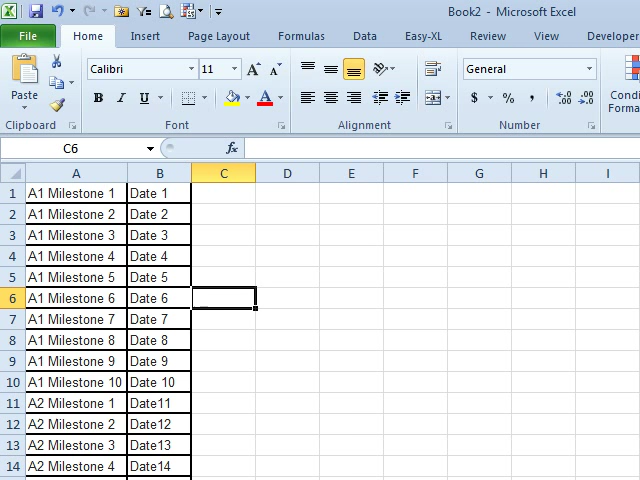 Book2 - Microsoft Excel
File Home Insert Page Layout Formulas Data Easy-XL Review View Developer
Paste Calibri 11 A A General
B I U A $ % , .0 .00 .00 .0
Clipboard Font Alignment Number
C6 fx
A B C D E F G H I
1 A1 Milestone 1 Date 1
2 A1 Milestone 2 Date 2
3 A1 Milestone 3 Date 3
4 A1 Milestone 4 Date 4
5 A1 Milestone 5 Date 5
6 A1 Milestone 6 Date 6
7 A1 Milestone 7 Date 7
8 A1 Milestone 8 Date 8
9 A1 Milestone 9 Date 9
10 A1 Milestone 10 Date 10
11 A2 Milestone 1 Date11
12 A2 Milestone 2 Date12
13 A2 Milestone 3 Date13
14 A2 Milestone 4 Date14